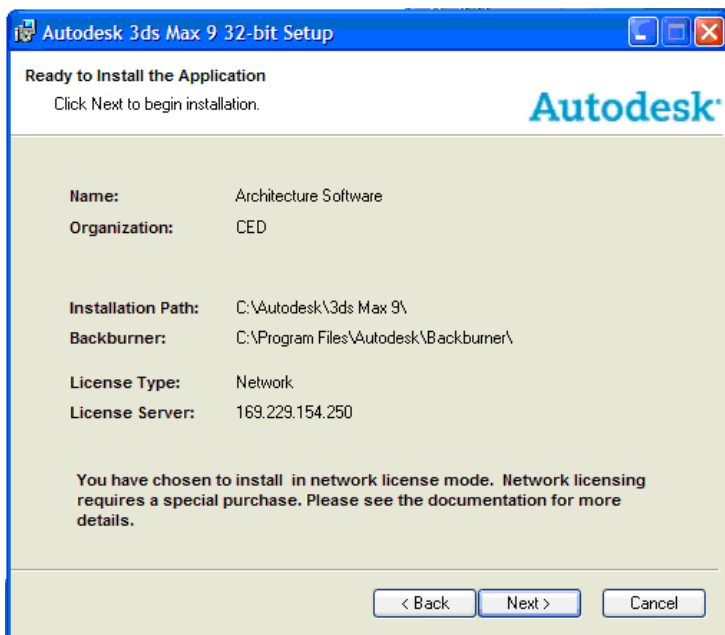 Autodesk 3ds Max 9 32-bit Setup
Ready to Install the Application
Click Next to begin installation.
Autodesk
Name: Architecture Software
Organization: CED
Installation Path: C:\Autodesk\3ds Max 9\
Backburner: C:\Program Files\Autodesk\Backburner\
License Type: Network
License Server: 169.229.154.250
You have chosen to install in network license mode. Network licensing
requires a special purchase. Please see the documentation for more
details.
< Back Next > Cancel